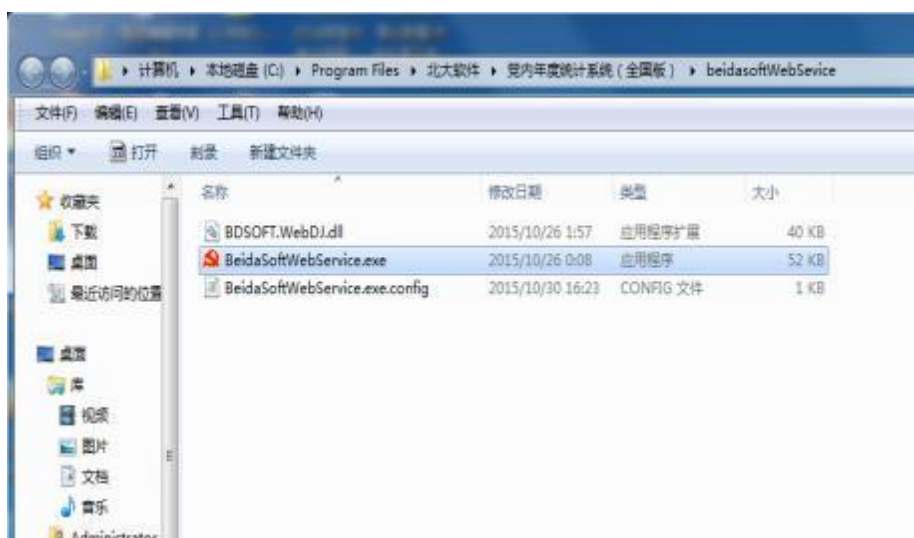 计算机 ▸ 本地磁盘 (C:) ▸ Program Files ▸ 北大软件 ▸ 党内年度统计系统 ( 全国版 ) ▸ beidasoftWebSevice
文件(F) 编辑(E) 查看(V) 工具(T) 帮助(H)
组织 打开 刻录 新建文件夹
收藏夹
下载
桌面
最近访问的位置
桌面
库
视频
图片
文档
音乐
Administrator
名称 修改日期 类型 大小
BDSOFT.WebDJ.dll 2015/10/26 1:57 应用程序扩展 40 KB
BeidaSoftWebService.exe 2015/10/26 0:08 应用程序 52 KB
BeidaSoftWebService.exe.config 2015/10/30 16:23 CONFIG 文件 1 KB